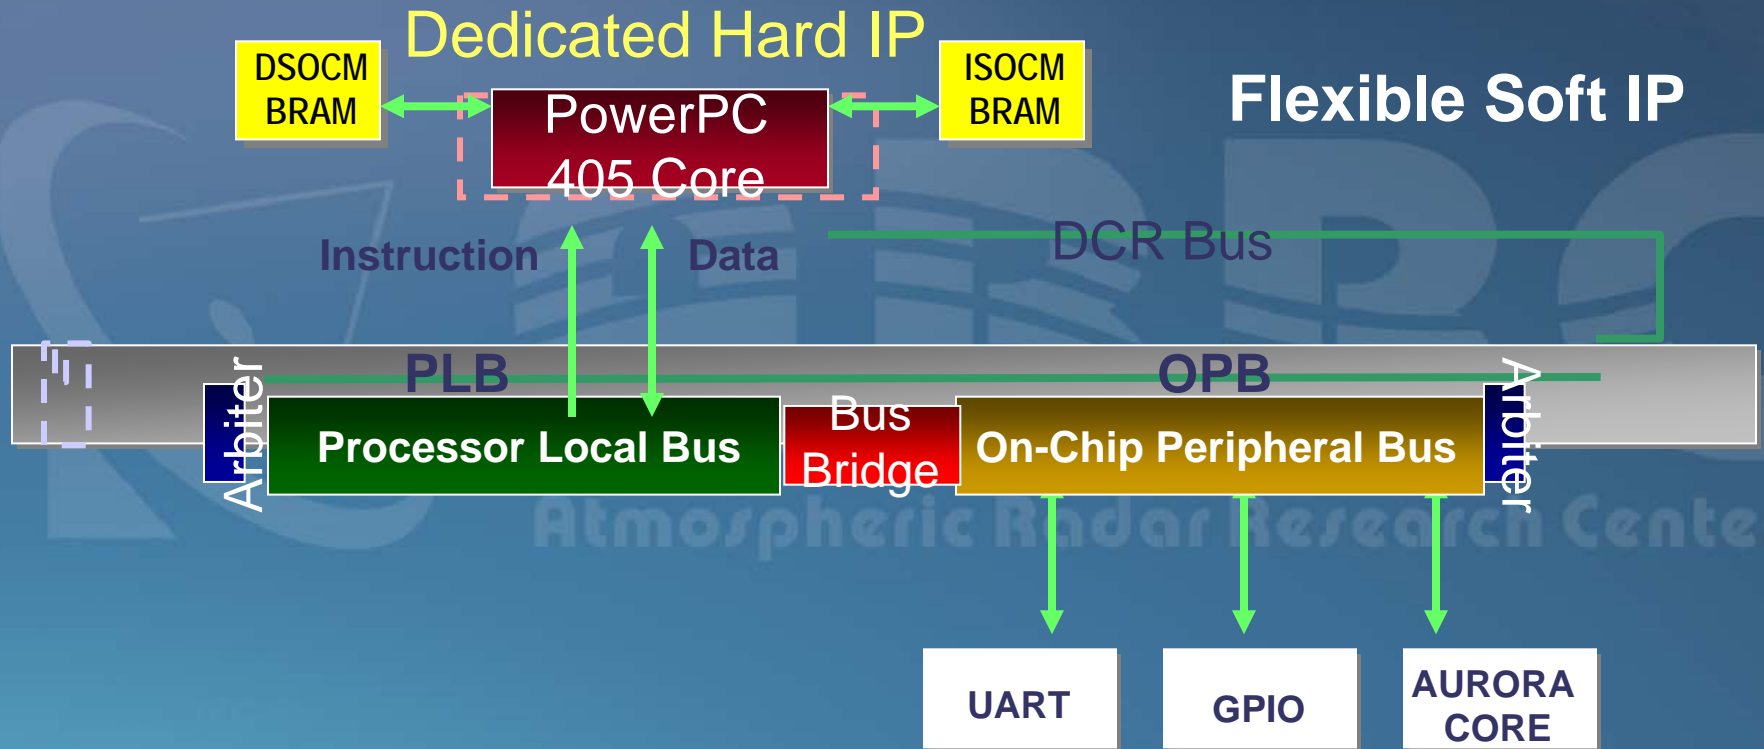 Dedicated Hard IP
DSOCM
BRAM
PowerPC
405 Core
ISOCM
BRAM
Flexible Soft IP
Instruction
Data
DCR Bus
PLB
OPB
Arbiter
Processor Local Bus
Bus
Bridge
On-Chip Peripheral Bus
Arbiter
Atmospheric Radar Research Cente
UART
GPIO
AURORA
CORE